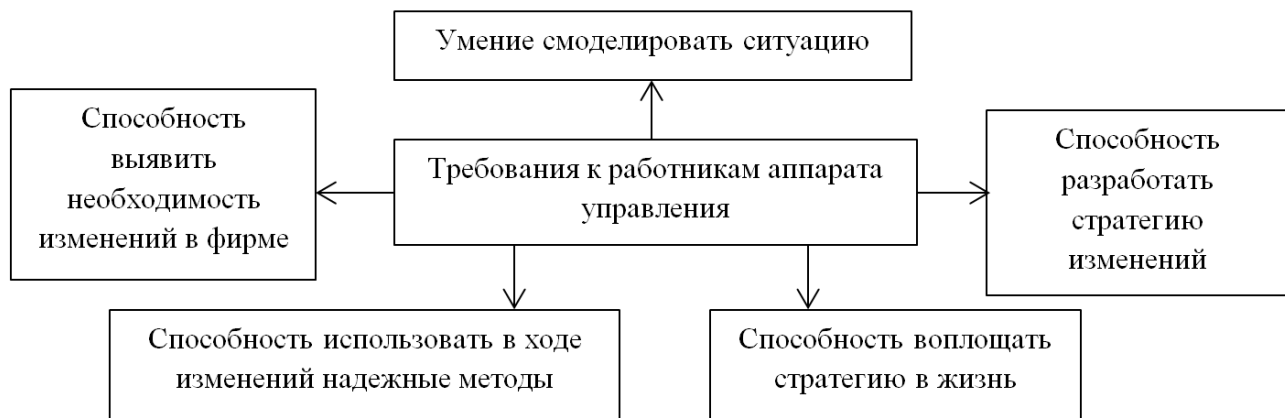 Умение смоделировать ситуацию
Способность
выявить
необходимость
изменений в фирме
Требования к работникам аппарата
управления
Способность
разработать
стратегию
изменений
Способность использовать в ходе
изменений надежные методы
Способность воплощать
стратегию в жизнь